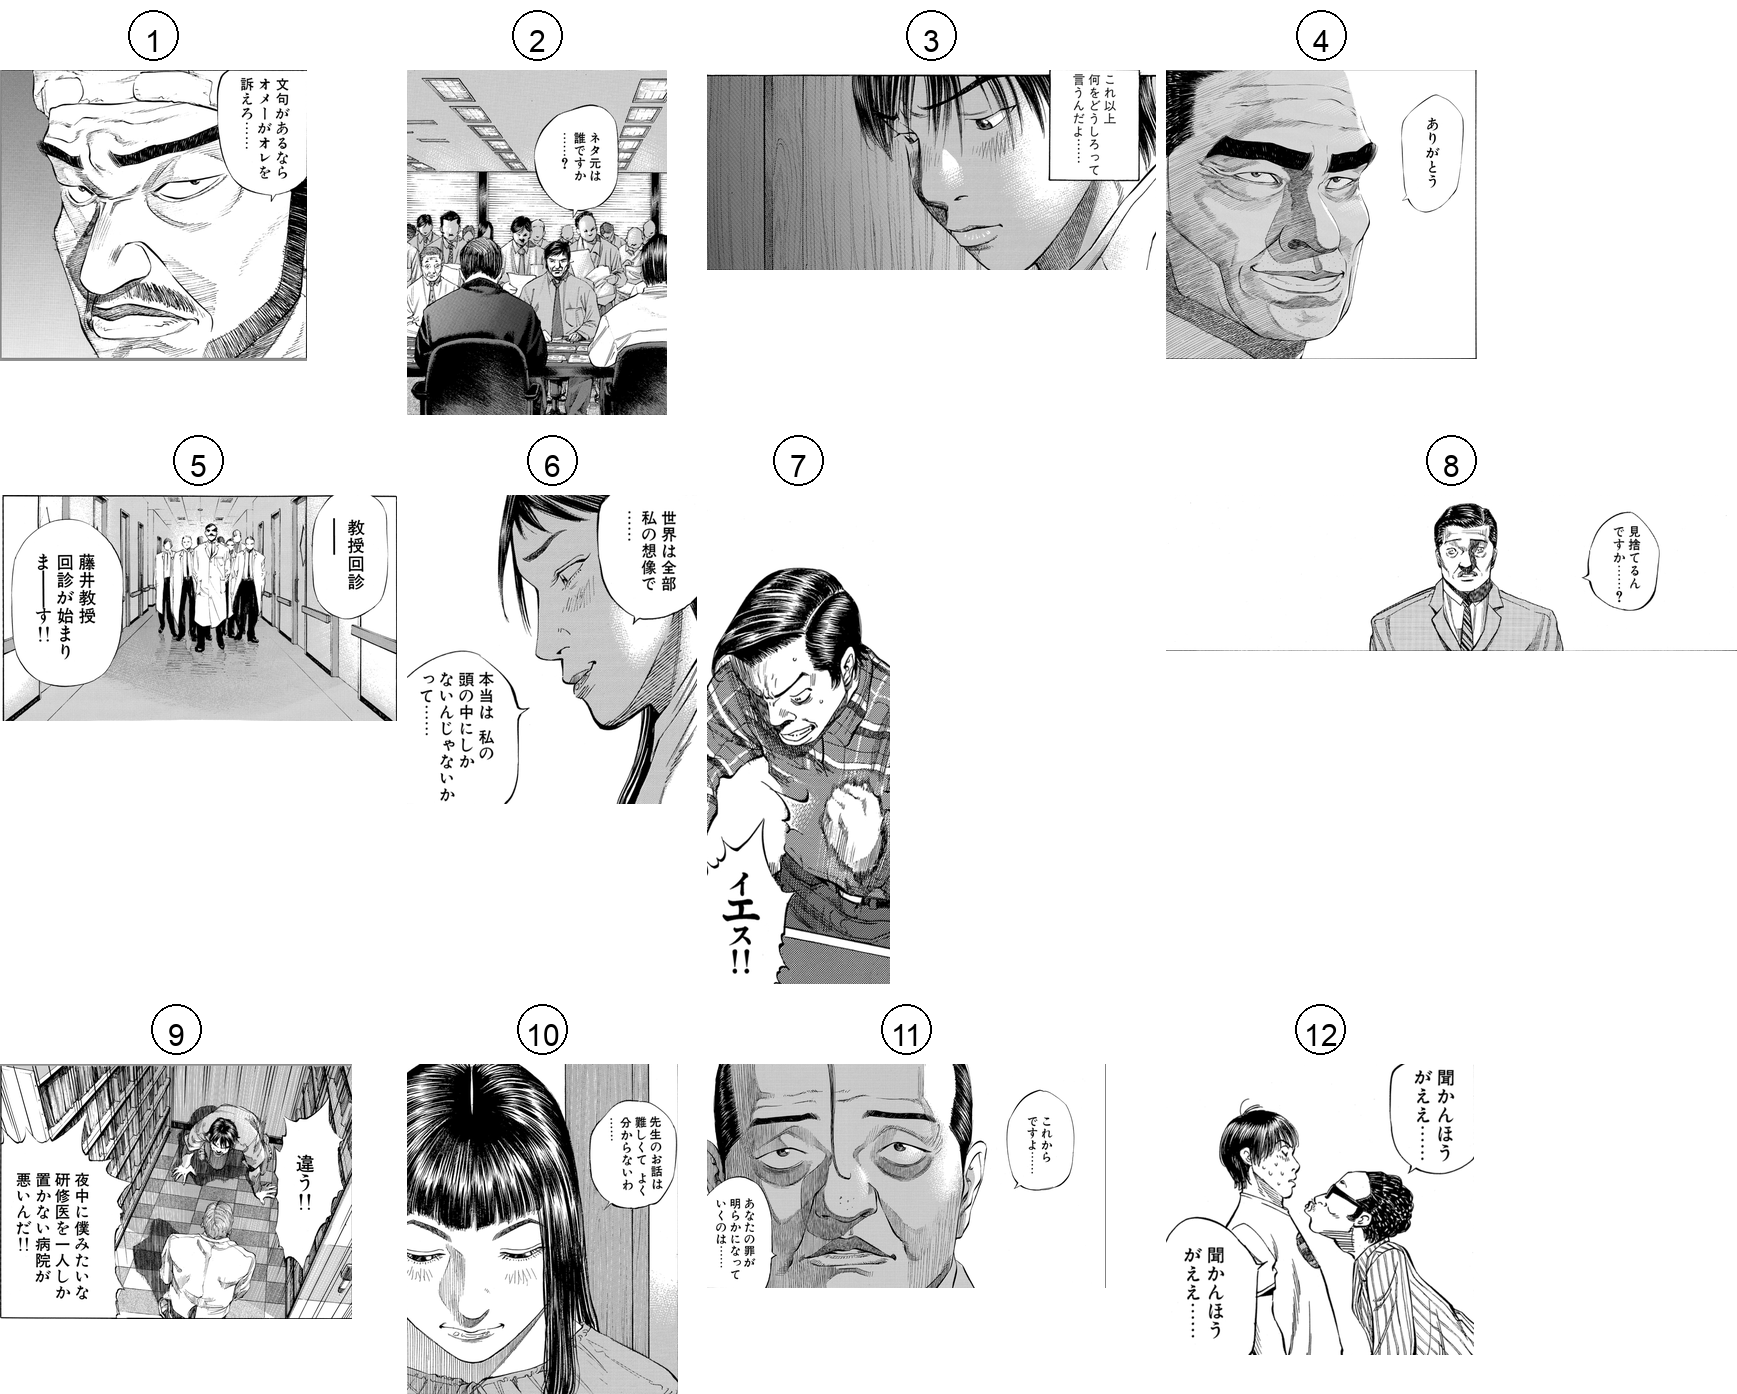 1
文句があるなら
オメーがオレを
訴えろ……
2
ネタ元は
誰ですか
……?
3
これ以上
何をどうしろって
言うんだよ……
4
ありがとう
5
教授回診
――
藤井教授
回診が始まり
ま――す!!
6
世界は全部
私の想像で
……
本当は 私の
頭の中にしか
ないんじゃないか
って……
7
イエス!!
8
見捨てるん
ですか……?
9
違う!!
夜中に僕みたいな
研修医を一人しか
置かない病院が
悪いんだ!!
10
先生のお話は
難しくて よく
分からないわ
……
11
これから
ですよ……
あなたの罪が
明らかになって
いくのは……
12
聞かんほう
がええ……
聞かんほう
がええ……